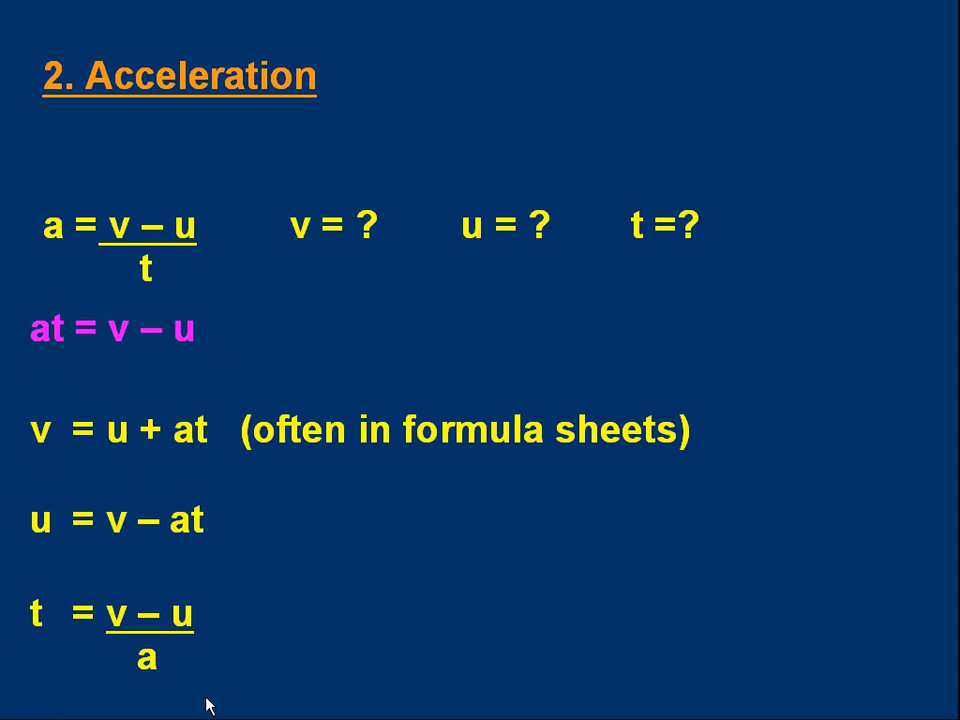 2. Acceleration
a = v – u v = ? u = ? t =?
t
at = v – u
v = u + at (often in formula sheets)
u = v – at
t = v – u
a